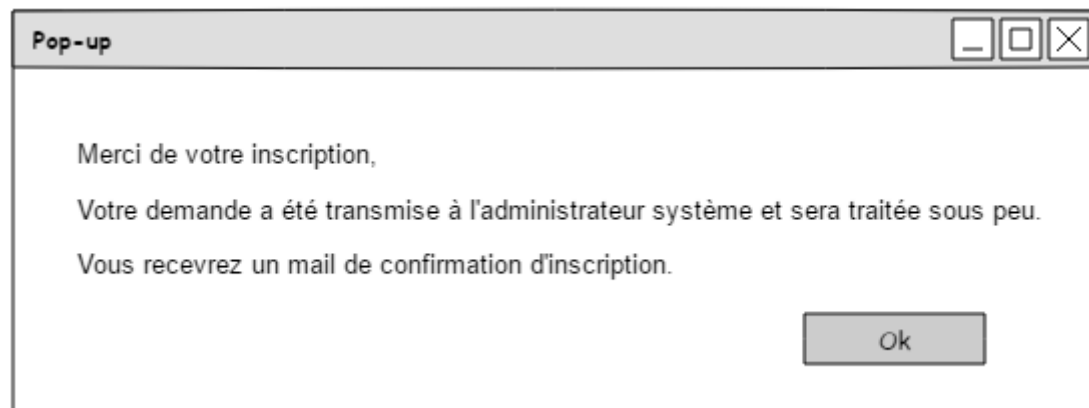 Pop-up
Merci de votre inscription,
Votre demande a été transmise à l'administrateur système et sera traitée sous peu.
Vous recevrez un mail de confirmation d'inscription.
Ok